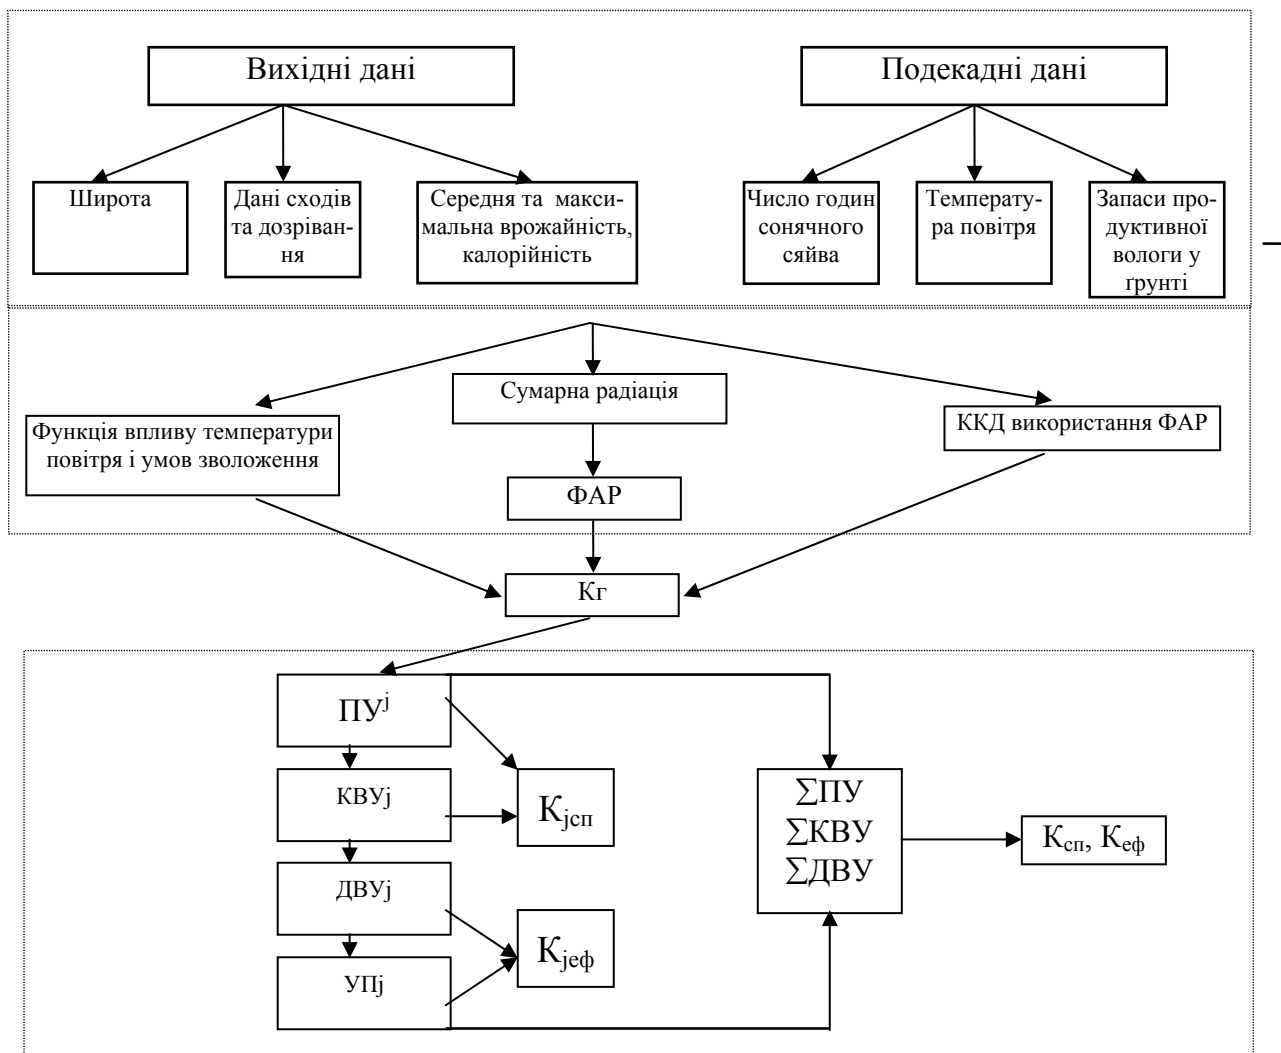 Вихідні дані
Подекадні дані
Широта
Дані сходів
та дозріван-
ня
Середня та макси-
мальна врожайність,
калорійність
Число годин
сонячного
сяйва
Температу-
ра повітря
Запаси про-
дуктивної
вологи у
ґрунті
Сумарна радіація
Функція впливу температури
повітря і умов зволоження
ККД використання ФАР
ФАР
Кг
ПУʲ
КВУj
Кjсп
ДВУj
Кjеф
УПj
∑ПУ
∑КВУ
∑ДВУ
Ксп, Кеф